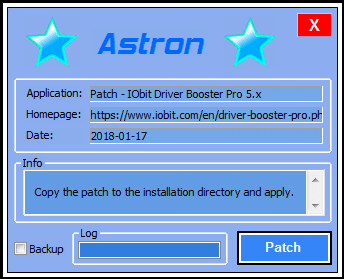 Astron
X
Application: Patch - IObit Driver Booster Pro 5.x
Homepage: https://www.iobit.com/en/driver-booster-pro.ph
Date: 2018-01-17
Info
Copy the patch to the installation directory and apply.
Backup
Log
Patch